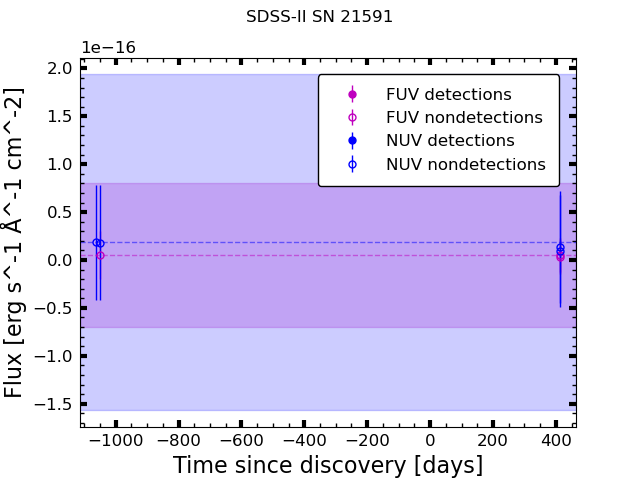 SDSS-II SN 21591
1e−16
2.0
1.5
1.0
0.5
0.0
−0.5
−1.0
−1.5
Flux [erg s^-1 Å^-1 cm^-2]
FUV detections
FUV nondetections
NUV detections
NUV nondetections
−1000 −800 −600 −400 −200 0 200 400
Time since discovery [days]